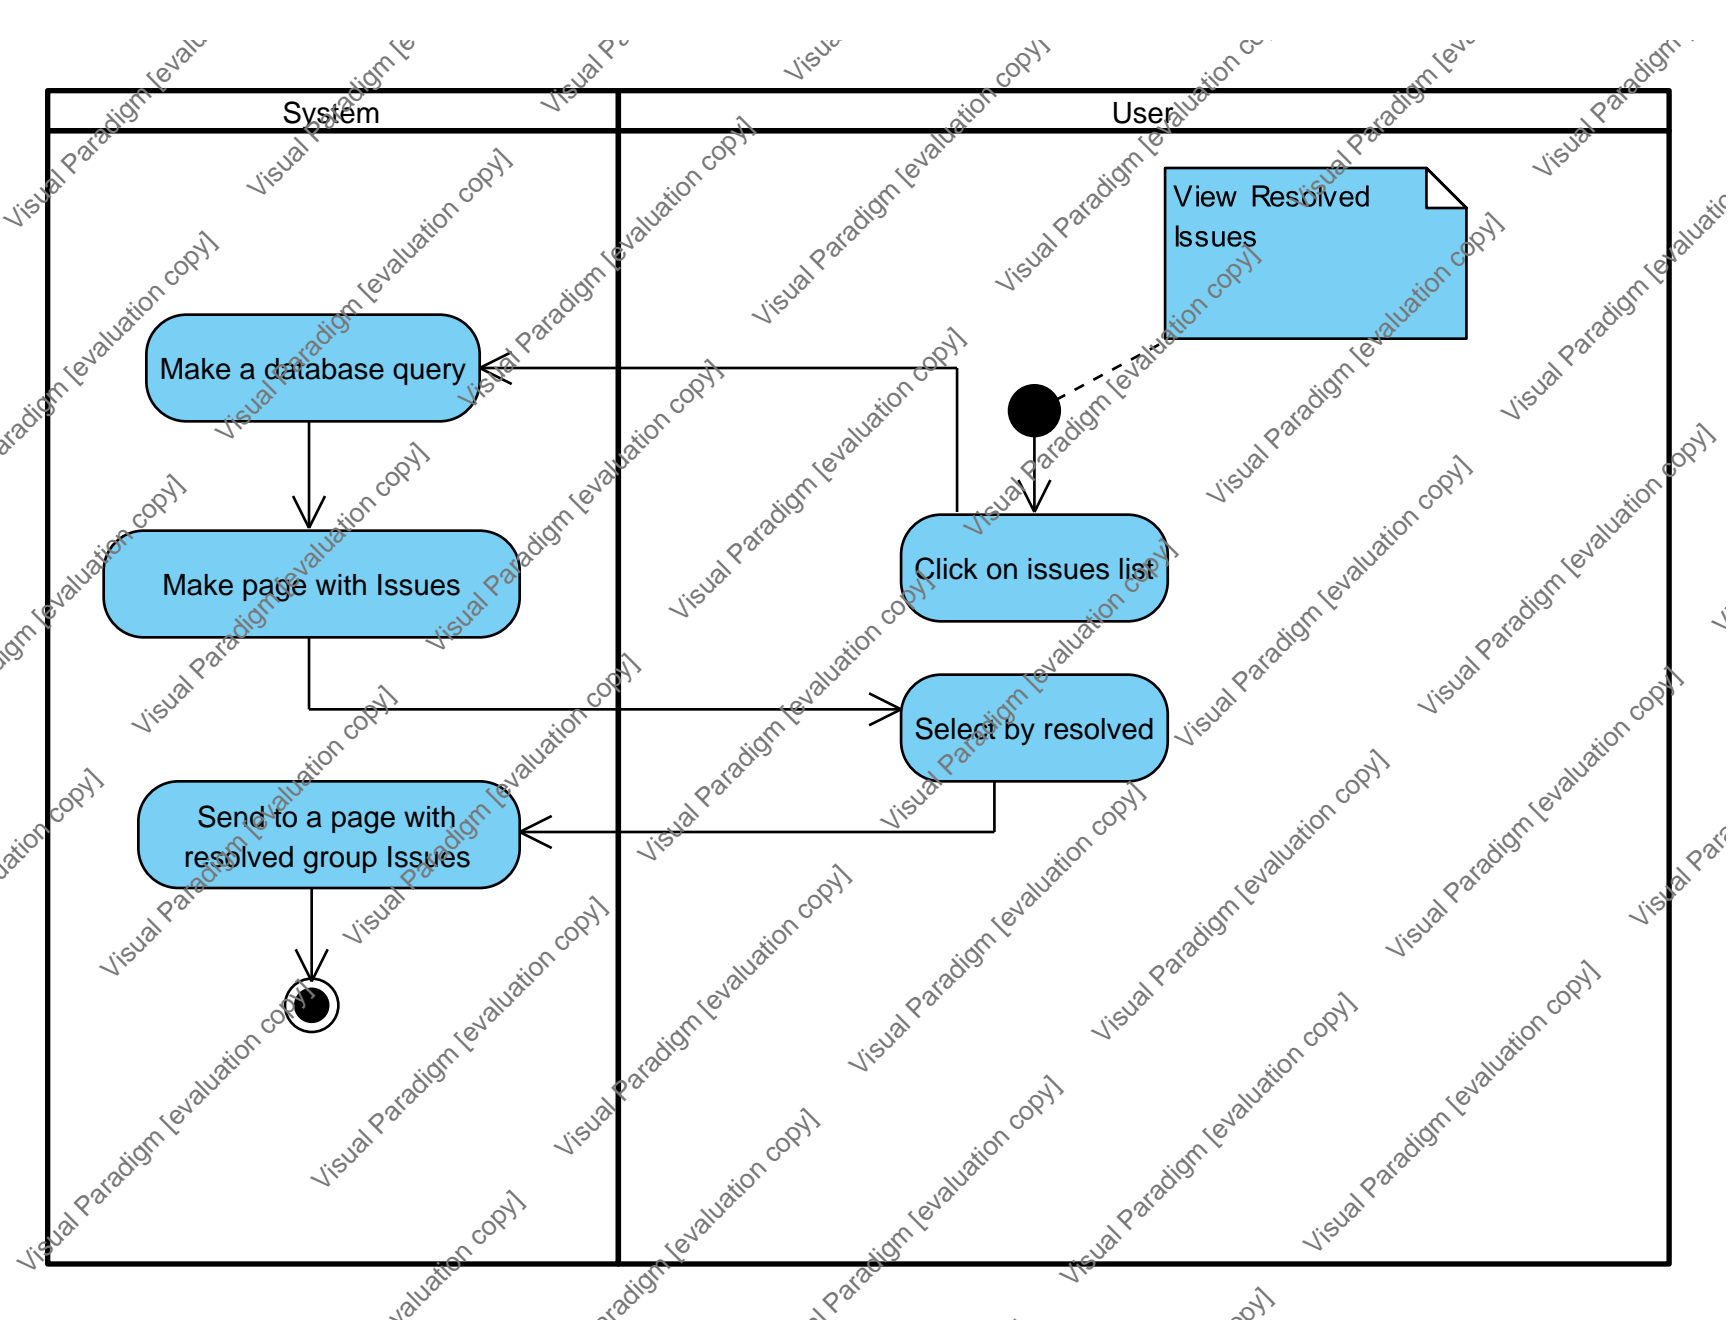 System
User
View Resolved
Issues
Make a database query
Click on issues list
Make page with Issues
Select by resolved
Send to a page with
resolved group Issues
Visual Paradigm [evaluation copy]